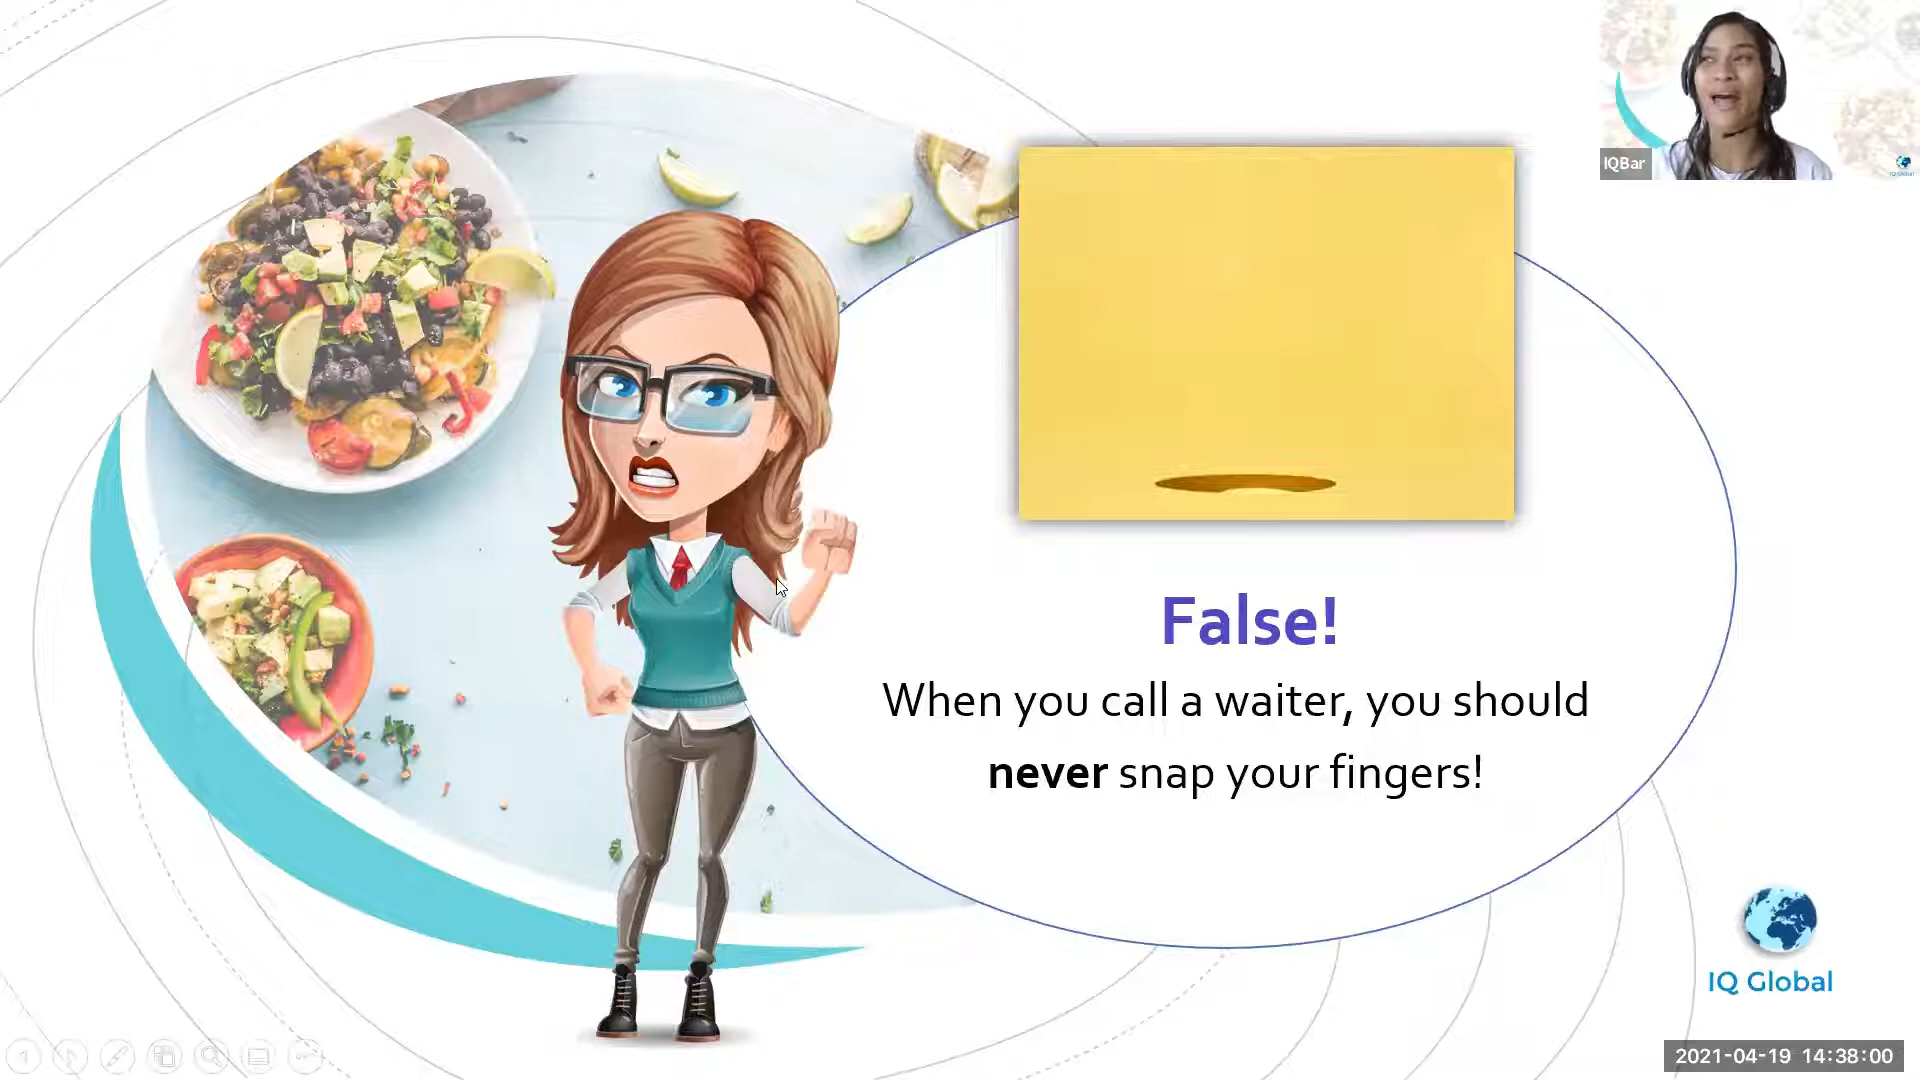 IQBar
False!
When you call a waiter, you should
never snap your fingers!
IQ Global
2021-04-19 14:38:00